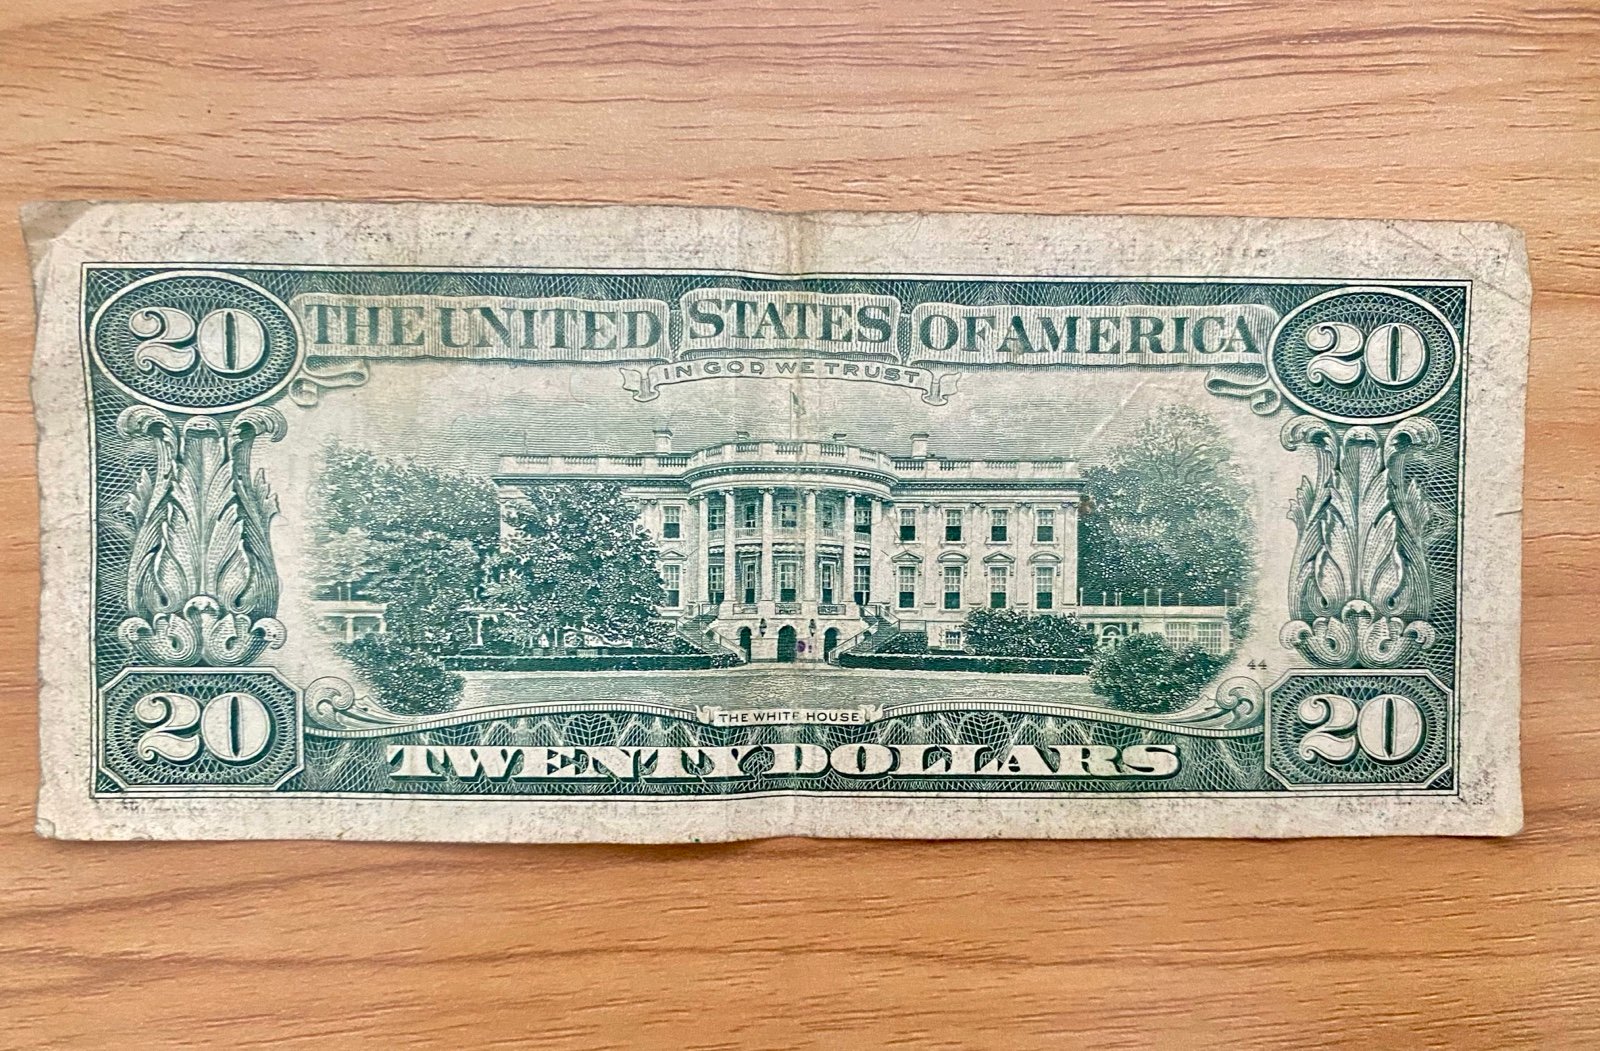 20 THE UNITED STATES OF AMERICA 20
IN GOD WE TRUST
44
THE WHITE HOUSE
20 TWENTY DOLLARS 20